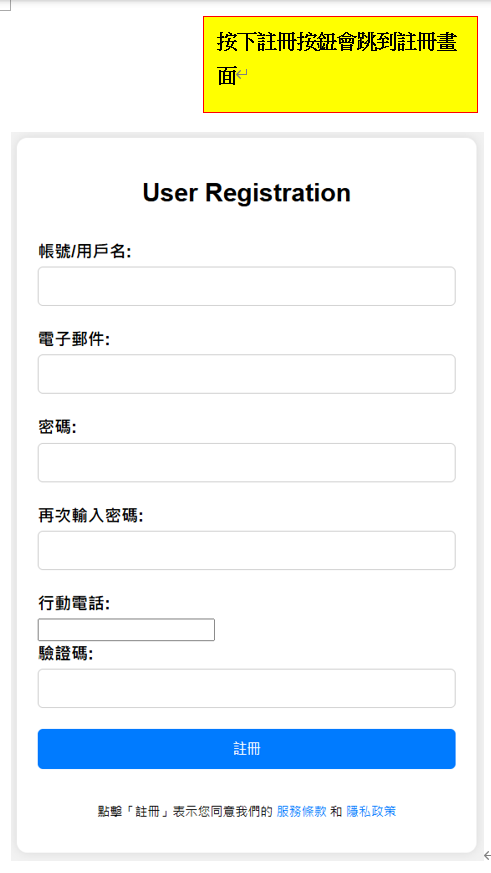 按下註冊按鈕會跳到註冊畫
面
User Registration
帳號/用戶名:
電子郵件:
密碼:
再次輸入密碼:
行動電話:
驗證碼:
註冊
點擊「註冊」表示您同意我們的 服務條款 和 隱私政策